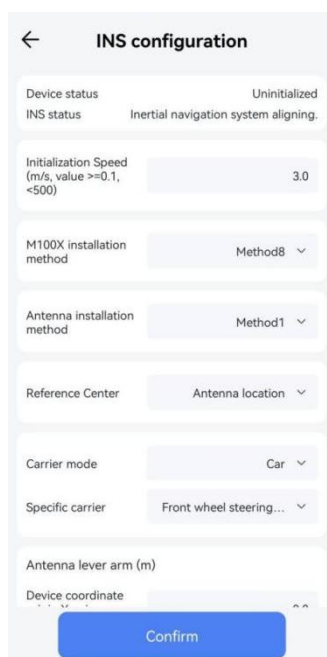 INS configuration
Device status Uninitialized
INS status Inertial navigation system aligning.
Initialization Speed
(m/s, value >=0.1, 3.0
<500)
M100X installation
method Method8
Antenna installation
method Method1
Reference Center Antenna location
Carrier mode Car
Specific carrier Front wheel steering...
Antenna lever arm (m)
Device coordinate
Confirm